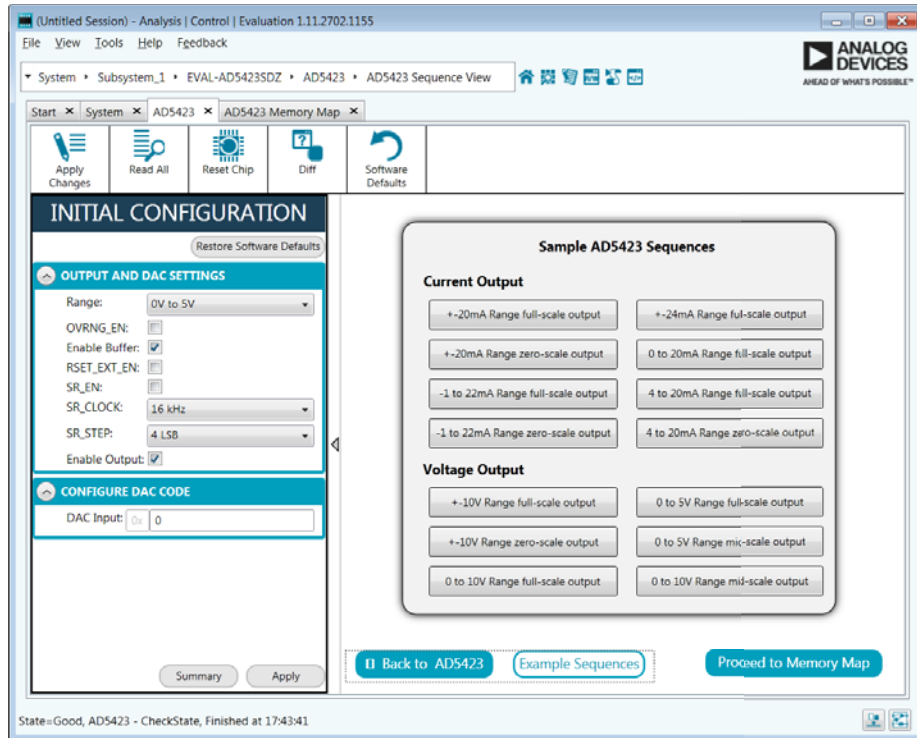 (Untitled Session) - Analysis | Control | Evaluation 1.11.2702.1155
File View Tools Help Feedback
ANALOG
DEVICES
AHEAD OF WHAT'S POSSIBLE™
System Subsystem_1 EVAL-AD5423SDZ AD5423 AD5423 Sequence View
Start System AD5423 AD5423 Memory Map
Apply Changes
Read All
Reset Chip
Diff
Software Defaults
INITIAL CONFIGURATION
Restore Software Defaults
OUTPUT AND DAC SETTINGS
Range: 0V to 5V
OVRNG_EN:
Enable Buffer:
RSET_EXT_EN:
SR_EN:
SR_CLOCK: 16 kHz
SR_STEP: 4 LSB
Enable Output:
CONFIGURE DAC CODE
DAC Input: 0x 0
Summary Apply
Sample AD5423 Sequences
Current Output
+-20mA Range full-scale output
+-24mA Range full-scale output
+-20mA Range zero-scale output
0 to 20mA Range full-scale output
-1 to 22mA Range full-scale output
4 to 20mA Range full-scale output
-1 to 22mA Range zero-scale output
4 to 20mA Range zero-scale output
Voltage Output
+-10V Range full-scale output
0 to 5V Range full-scale output
+-10V Range zero-scale output
0 to 5V Range mid-scale output
0 to 10V Range full-scale output
0 to 10V Range mid-scale output
Back to AD5423
Example Sequences
Proceed to Memory Map
State=Good, AD5423 - CheckState, Finished at 17:43:41